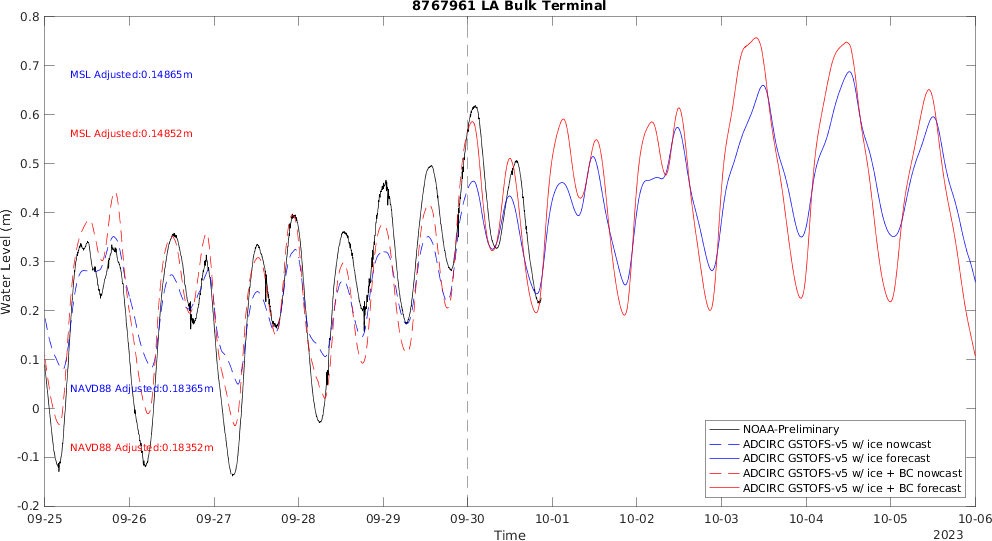 8767961 LA Bulk Terminal
0.8
0.7
0.6
0.5
0.4
0.3
0.2
0.1
0
-0.1
-0.2
Water Level (m)
MSL Adjusted:0.14865m
MSL Adjusted:0.14852m
NAVD88 Adjusted:0.18365m
NAVD88 Adjusted:0.18352m
NOAA-Preliminary
ADCIRC GSTOFS-v5 w/ ice nowcast
ADCIRC GSTOFS-v5 w/ ice forecast
ADCIRC GSTOFS-v5 w/ ice + BC nowcast
ADCIRC GSTOFS-v5 w/ ice + BC forecast
09-25 09-26 09-27 09-28 09-29 09-30 10-01 10-02 10-03 10-04 10-05 10-06
Time
2023